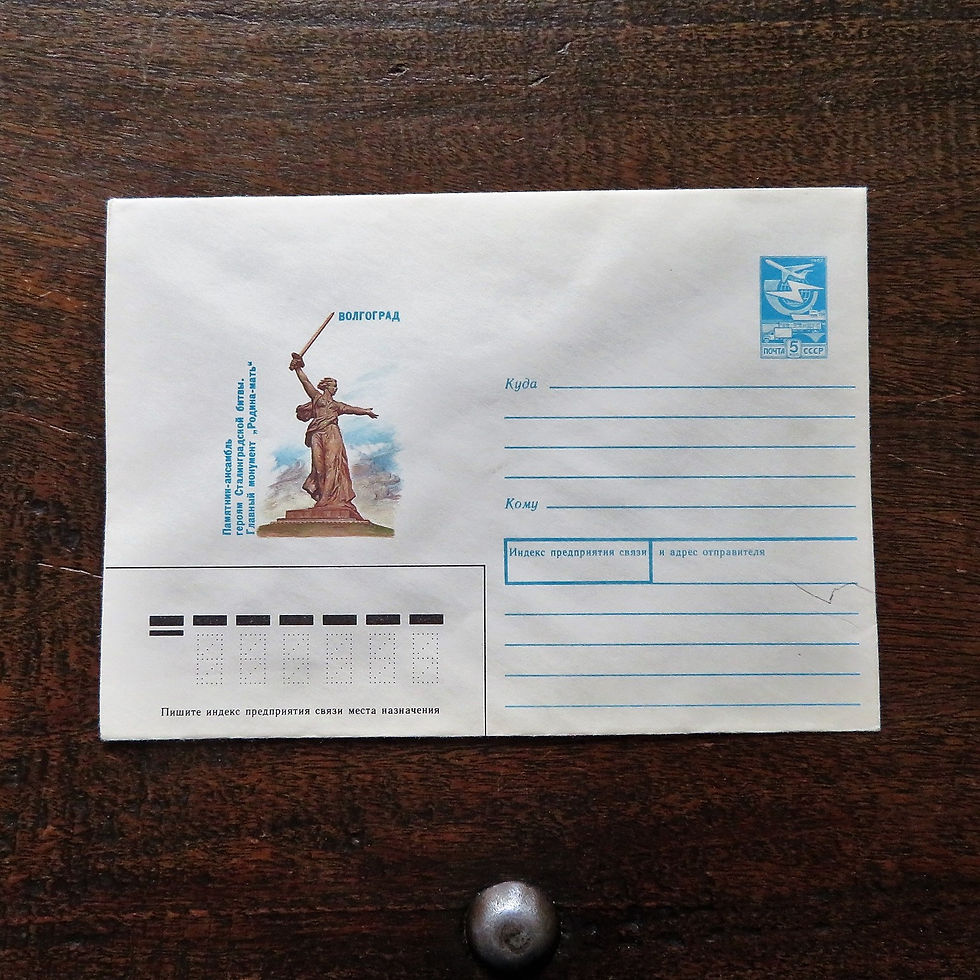 ВОЛГОГРАД
Памятник-ансамбль
героям Сталинградской битвы.
Главный монумент „Родина-мать“
ПОЧТА 5 СССР
Куда
Кому
Индекс предприятия связи
и адрес отправителя
Пишите индекс предприятия связи места назначения